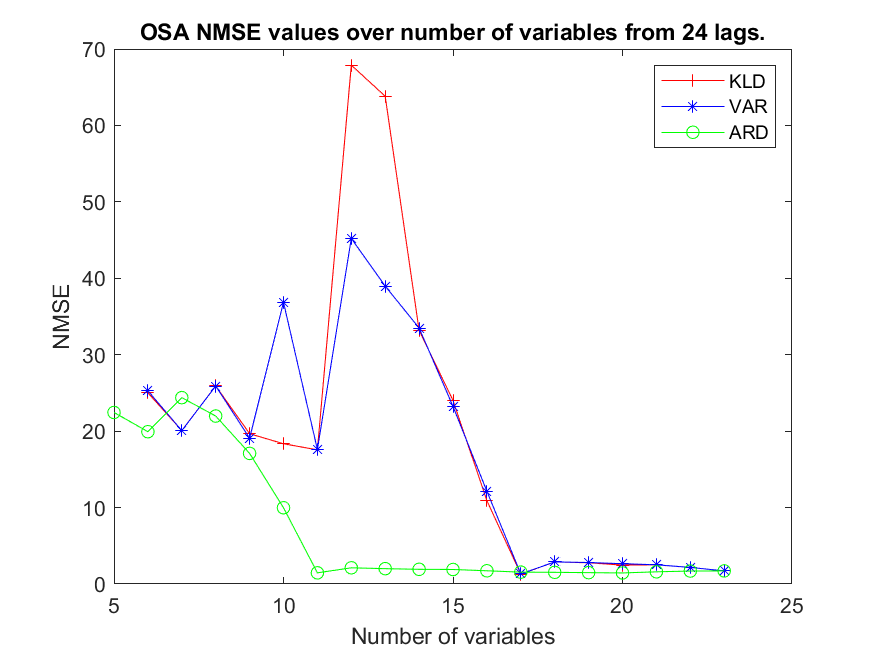 OSA NMSE values over number of variables from 24 lags.
70
60
50
40
30
20
10
0
NMSE
KLD
VAR
ARD
5
10
15
20
25
Number of variables